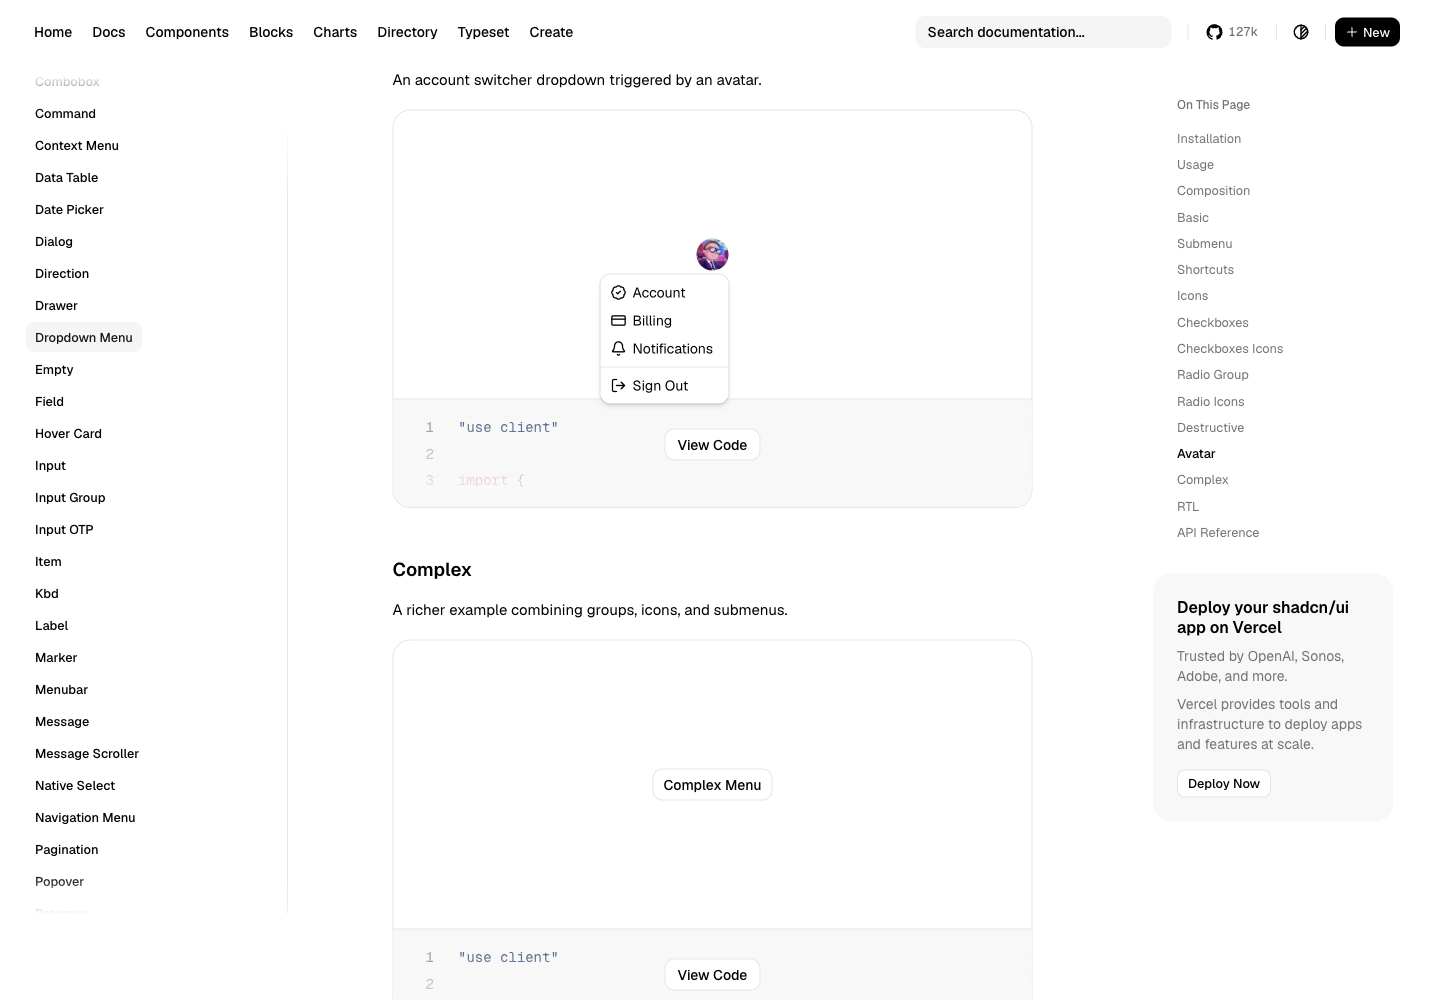 Home Docs Components Blocks Charts Directory Typeset Create
Search documentation...
127k
New
Combobox
Command
Context Menu
Data Table
Date Picker
Dialog
Direction
Drawer
Dropdown Menu
Empty
Field
Hover Card
Input
Input Group
Input OTP
Item
Kbd
Label
Marker
Menubar
Message
Message Scroller
Native Select
Navigation Menu
Pagination
Popover
An account switcher dropdown triggered by an avatar.
Account
Billing
Notifications
Sign Out
1 "use client"
2
3 import {
View Code
Complex
A richer example combining groups, icons, and submenus.
Complex Menu
1 "use client"
2
View Code
On This Page
Installation
Usage
Composition
Basic
Submenu
Shortcuts
Icons
Checkboxes
Checkboxes Icons
Radio Group
Radio Icons
Destructive
Avatar
Complex
RTL
API Reference
Deploy your shadcn/ui
app on Vercel
Trusted by OpenAI, Sonos,
Adobe, and more.
Vercel provides tools and
infrastructure to deploy apps
and features at scale.
Deploy Now